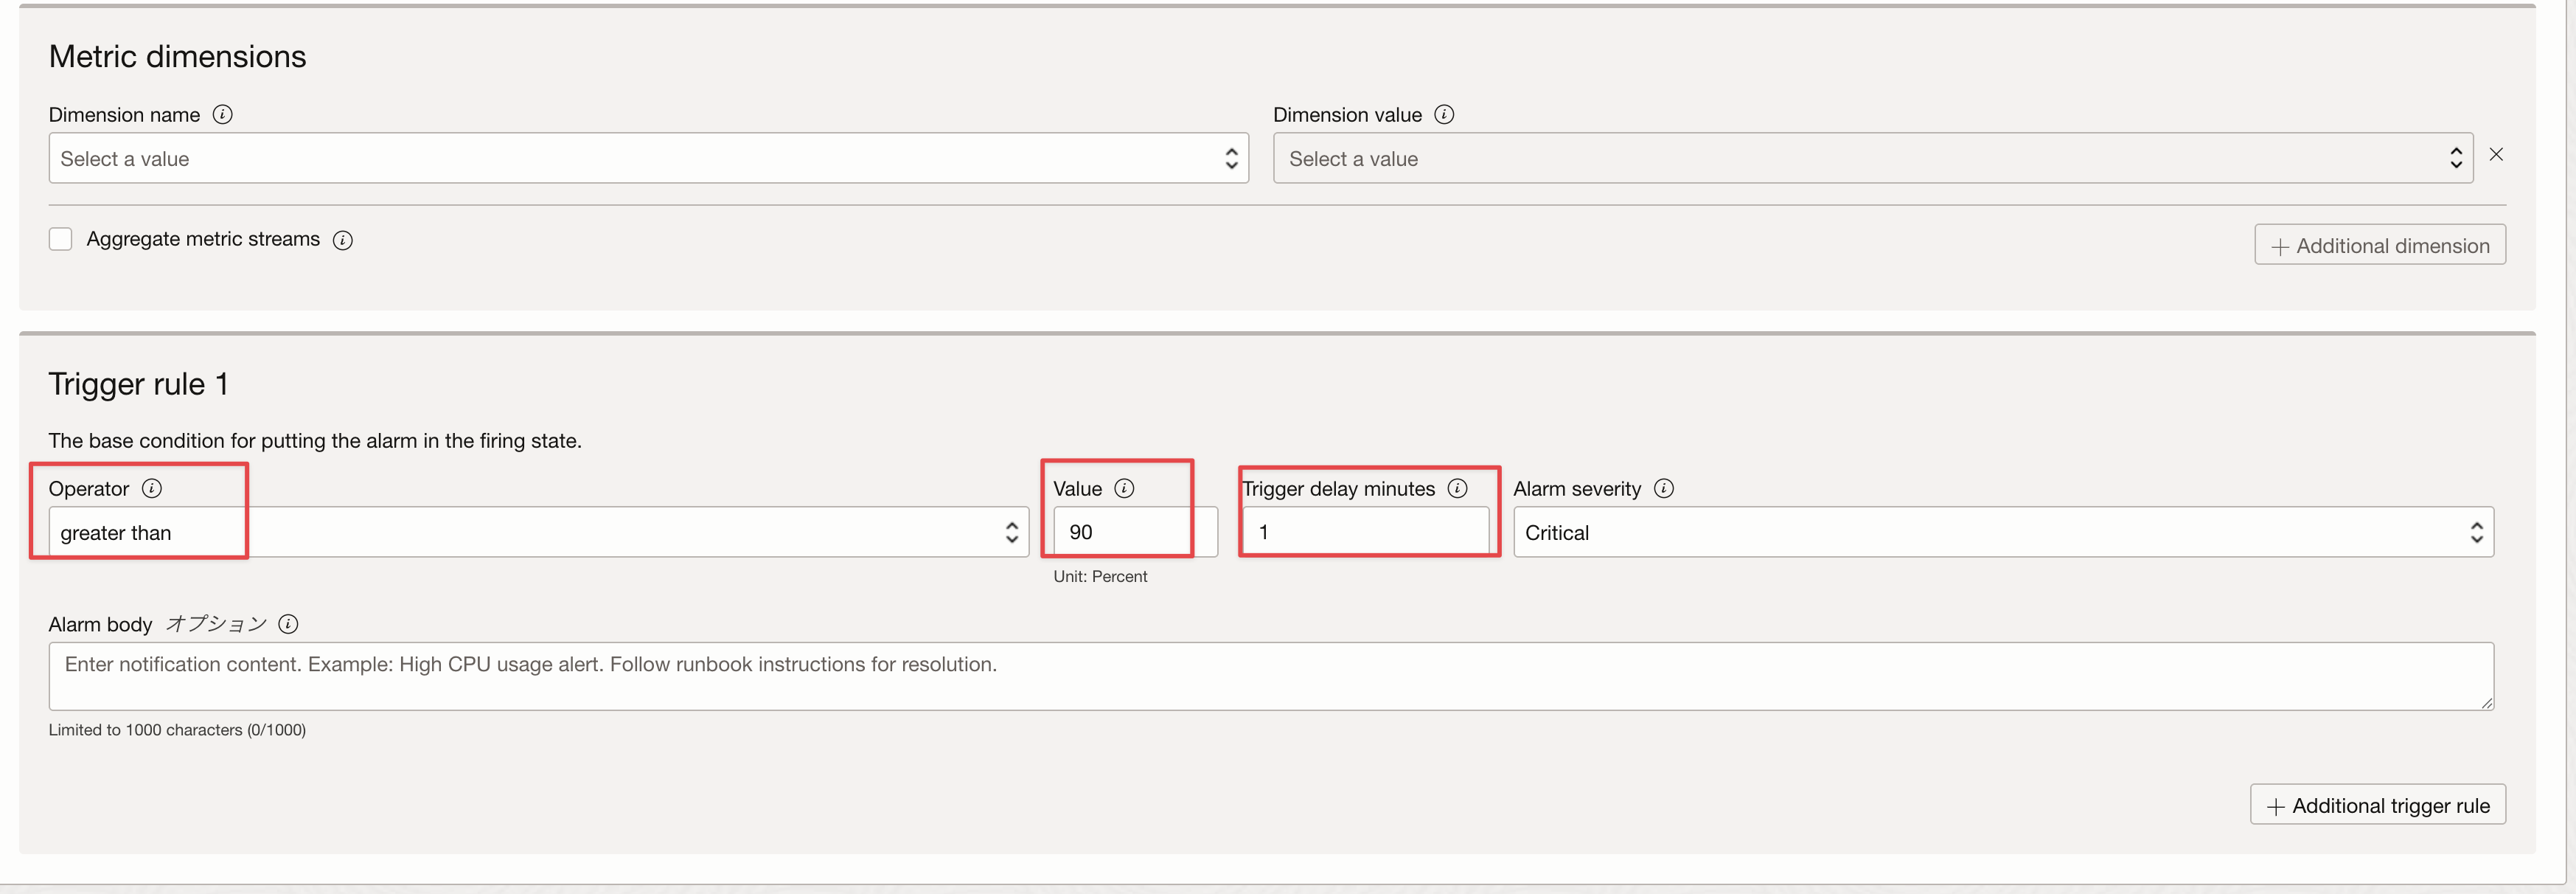 Metric dimensions
Dimension name
Dimension value
Select a value
Select a value
Aggregate metric streams
Additional dimension
Trigger rule 1
The base condition for putting the alarm in the firing state.
Operator
Value
Trigger delay minutes
Alarm severity
greater than
90
1
Critical
Unit: Percent
Alarm body オプション
Enter notification content. Example: High CPU usage alert. Follow runbook instructions for resolution.
Limited to 1000 characters (0/1000)
Additional trigger rule